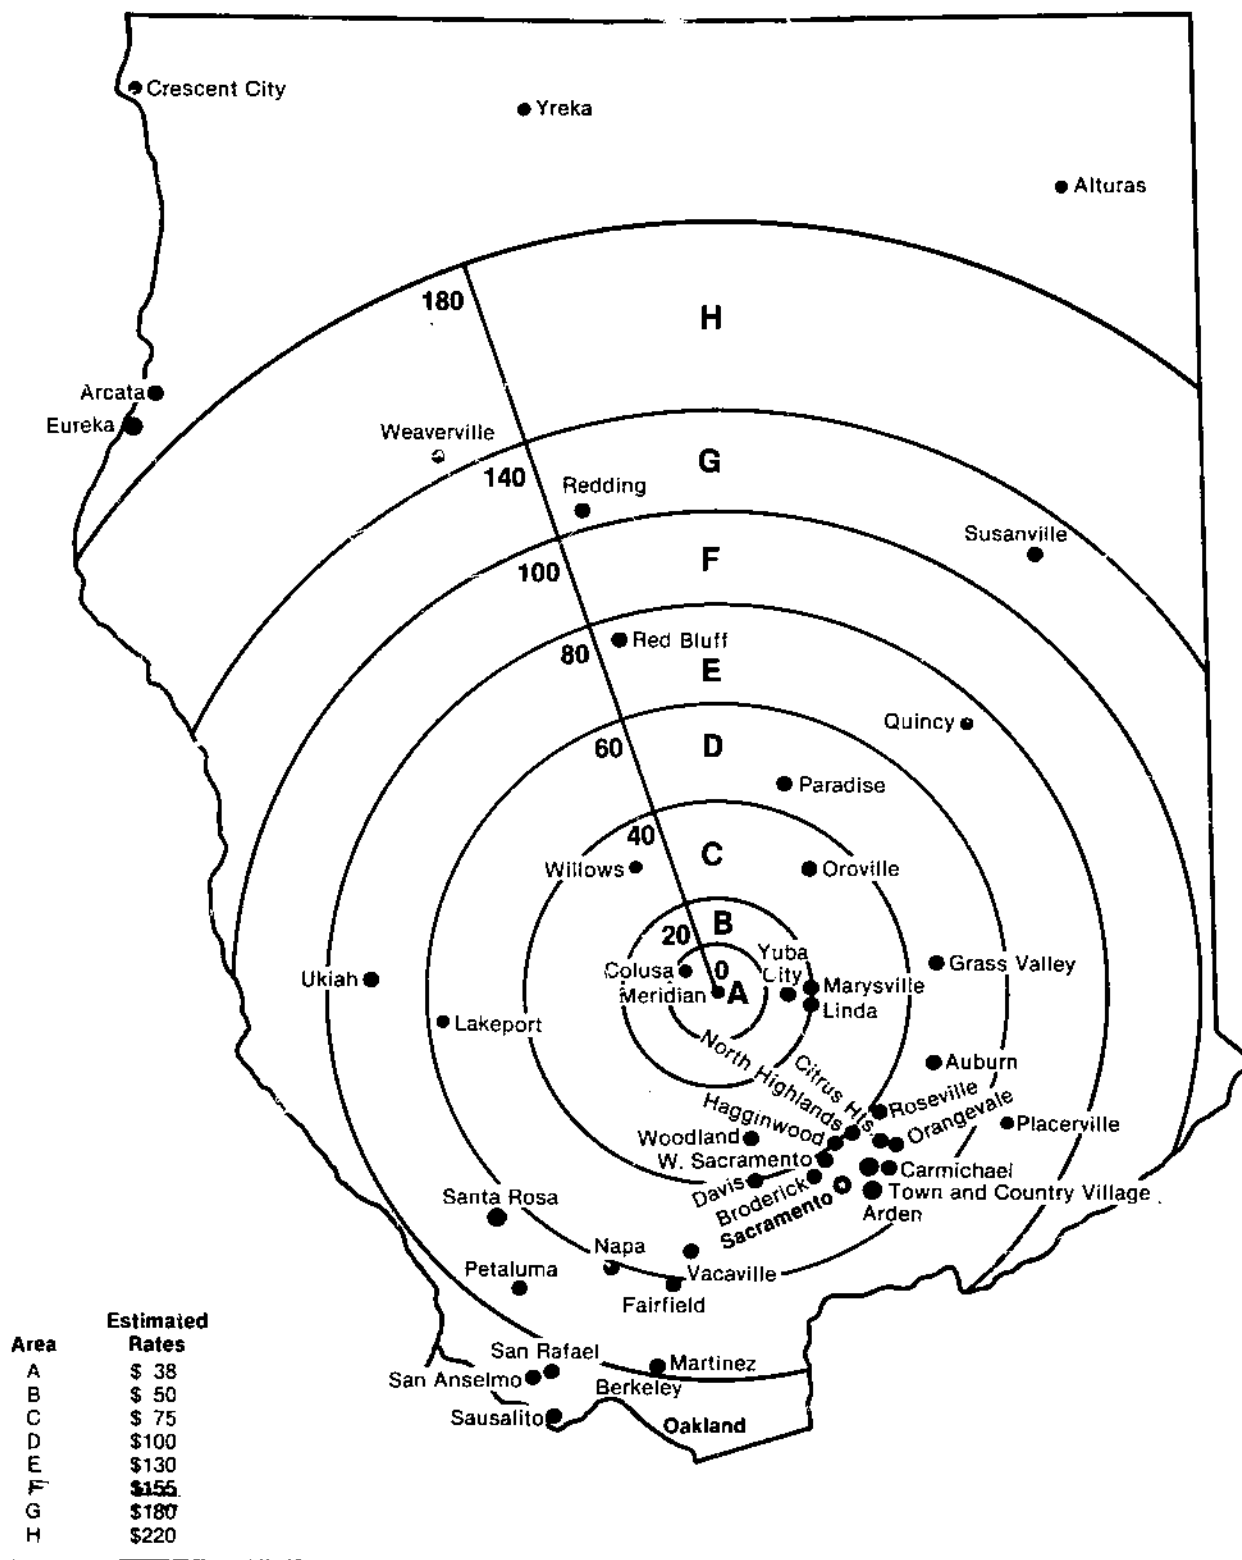 Crescent City
Yreka
Alturas
180
H
Arcata
Eureka
Weaverville
140
G
Redding
Susanville
100
F
80
Red Bluff
E
Quincy
60
D
Paradise
40
C
Willows
Oroville
B
20
Yuba
City
Colusa
0
Meridian
A
Marysville
Linda
Grass Valley
Ukiah
Lakeport
Auburn
North Highlands
Citrus Hts.
Roseville
Orangevale
Hagginwood
Placerville
Woodland
W. Sacramento
Carmichael
Davis
Broderick
Sacramento
Town and Country Village
Arden
Santa Rosa
Napa
Vacaville
Petaluma
Fairfield
San Rafael
Martinez
San Anselmo
Berkeley
Sausalito
Oakland
Estimated
Area Rates
A $ 38
B $ 50
C $ 75
D $100
E $130
F $155
G $180
H $220